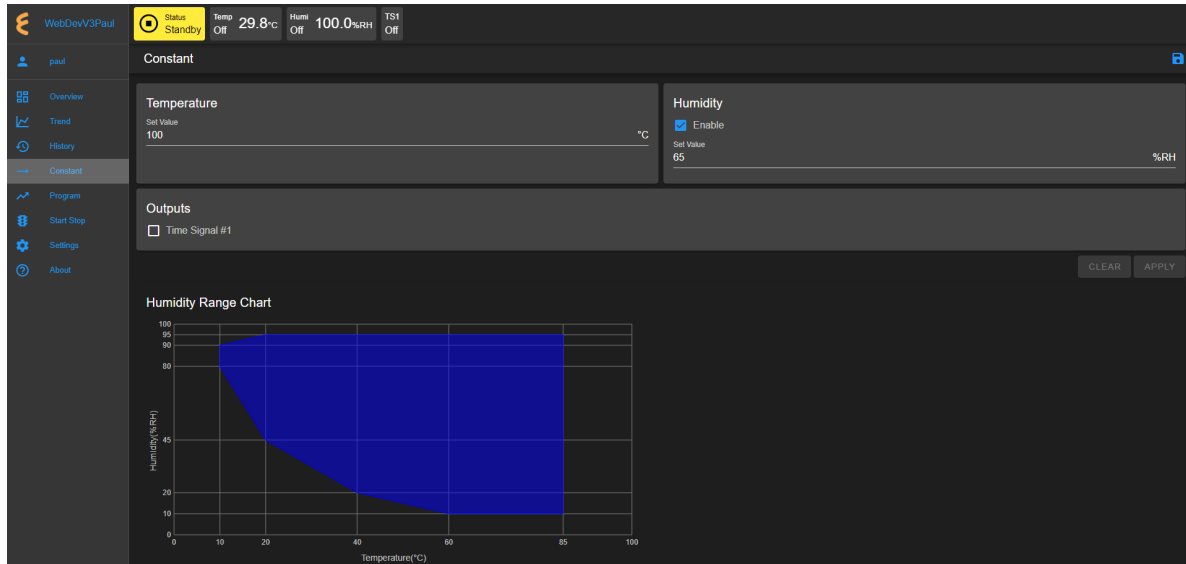 WebDevV3Paul
Status
Standby
Temp
Off
29.8°C
Humi
Off
100.0%RH
TS1
Off
paul
Constant
Overview
Trend
History
Constant
Program
Start Stop
Settings
About
Temperature
Set Value
100 °C
Humidity
Enable
Set Value
65 %RH
Outputs
Time Signal #1
CLEAR APPLY
Humidity Range Chart
100
95
90
80
45
20
10
0
Humidity(%RH)
0 10 20 40 60 85 100
Temperature(°C)